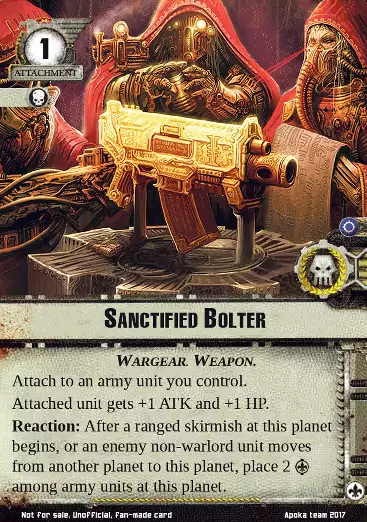 1
ATTACHMENT
SANCTIFIED BOLTER
WARGEAR. WEAPON.
Attach to an army unit you control.
Attached unit gets +1 ATK and +1 HP.
Reaction: After a ranged skirmish at this planet
begins, or an enemy non-warlord unit moves
from another planet to this planet, place 2
among army units at this planet.
Not for sale. Unofficial, fan-made card
Apoka team 2017